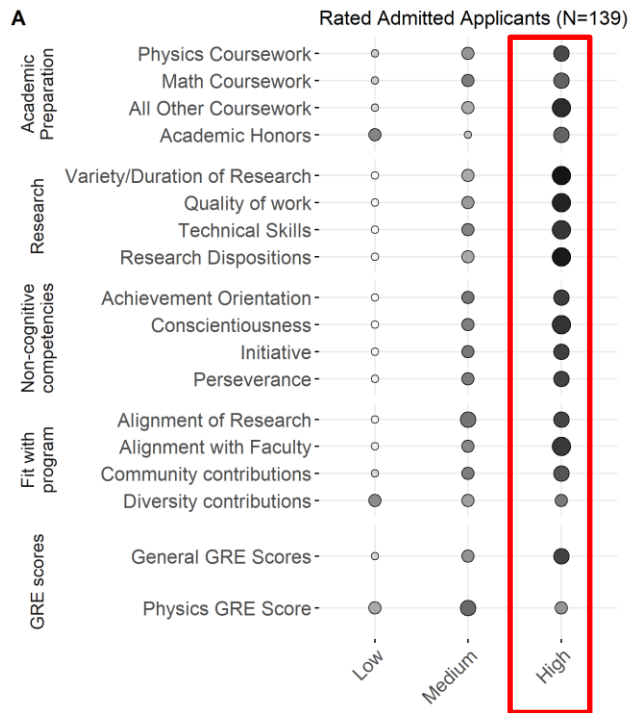 A
Rated Admitted Applicants (N=139)
Academic
Preparation
Physics Coursework
Math Coursework
All Other Coursework
Academic Honors
Research
Variety/Duration of Research
Quality of work
Technical Skills
Research Dispositions
Non-cognitive
competencies
Achievement Orientation
Conscientiousness
Initiative
Perseverance
Fit with
program
Alignment of Research
Alignment with Faculty
Community contributions
Diversity contributions
GRE scores
General GRE Scores
Physics GRE Score
Low
Medium
High